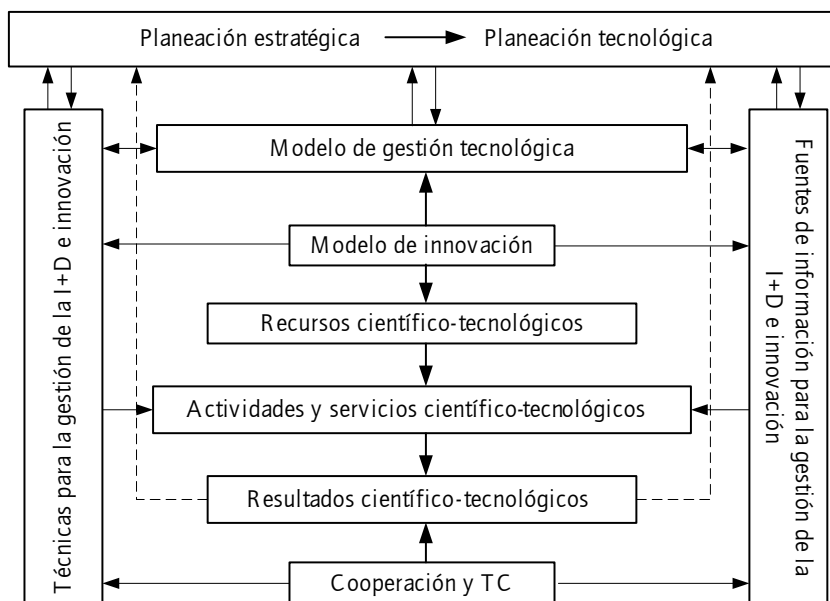 Planeación estratégica
Planeación tecnológica
Técnicas para la gestión de la I+D e innovación
Modelo de gestión tecnológica
Modelo de innovación
Recursos científico-tecnológicos
Actividades y servicios científico-tecnológicos
Resultados científico-tecnológicos
Cooperación y TC
Fuentes de información para la gestión de la
I+D e innovación